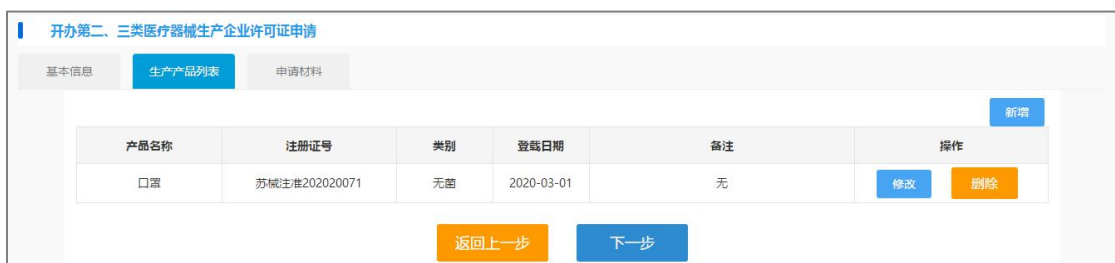 开办第二、三类医疗器械生产企业许可证申请
基本信息 生产产品列表 申请材料
新增
产品名称 注册证号 类别 登载日期 备注 操作
口罩 苏械注准202020071 无菌 2020-03-01 无 修改 删除
返回上一步 下一步